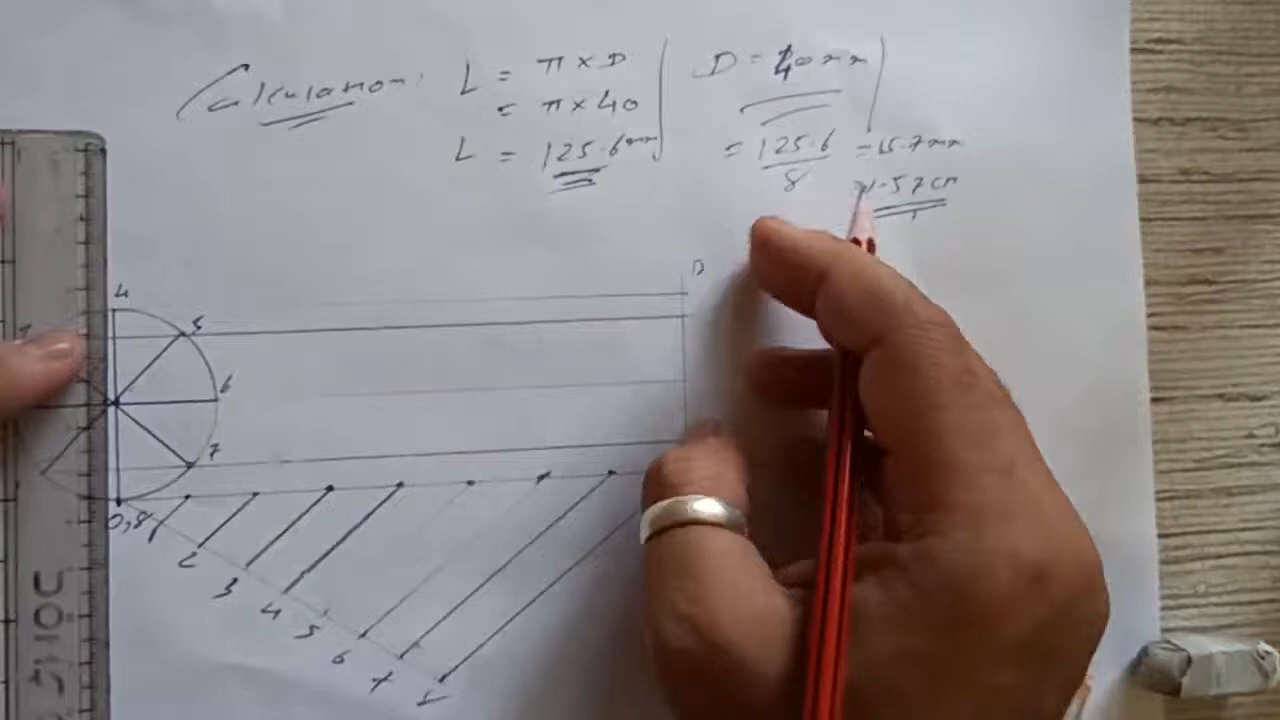 Calculation: L = π × D
= π × 40
L = 125.6mm
D = 40mm
= 125.6/8 = 15.7mm
1.57cm
B
4
5
6
7
0,8
1
2
3
4
5
6
7